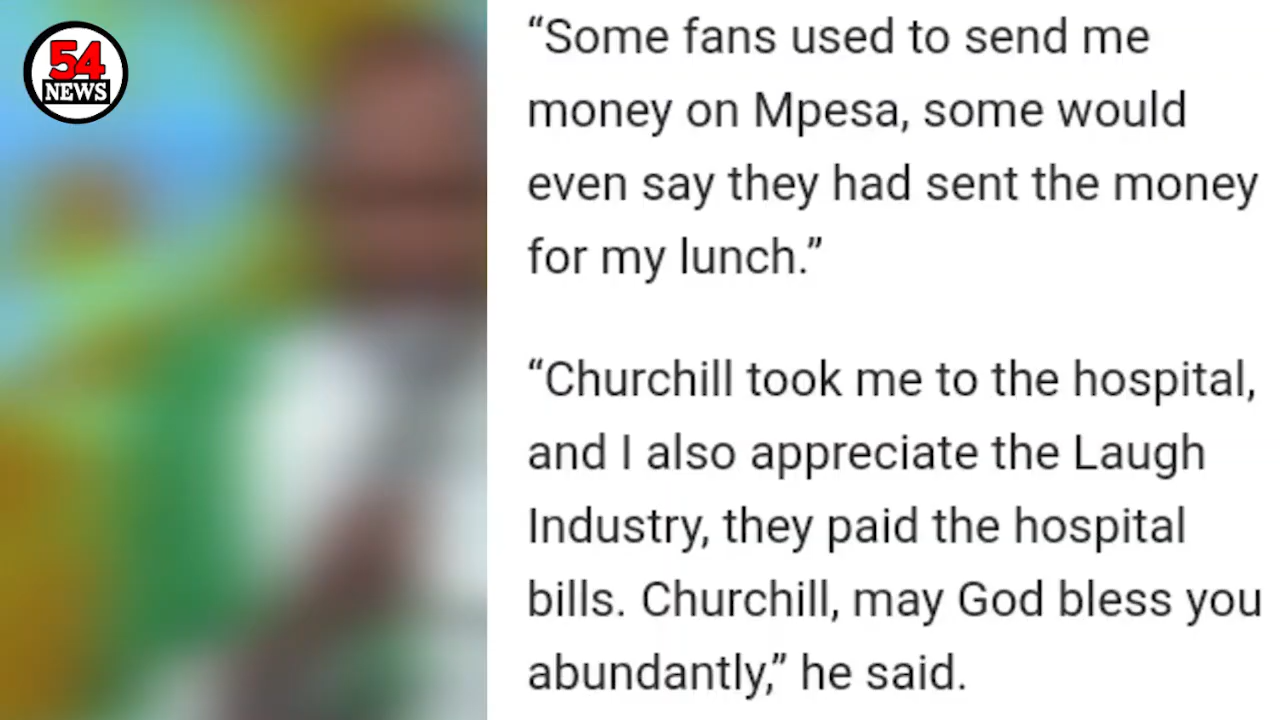 54
NEWS
“Some fans used to send me
money on Mpesa, some would
even say they had sent the money
for my lunch.”
“Churchill took me to the hospital,
and I also appreciate the Laugh
Industry, they paid the hospital
bills. Churchill, may God bless you
abundantly,” he said.